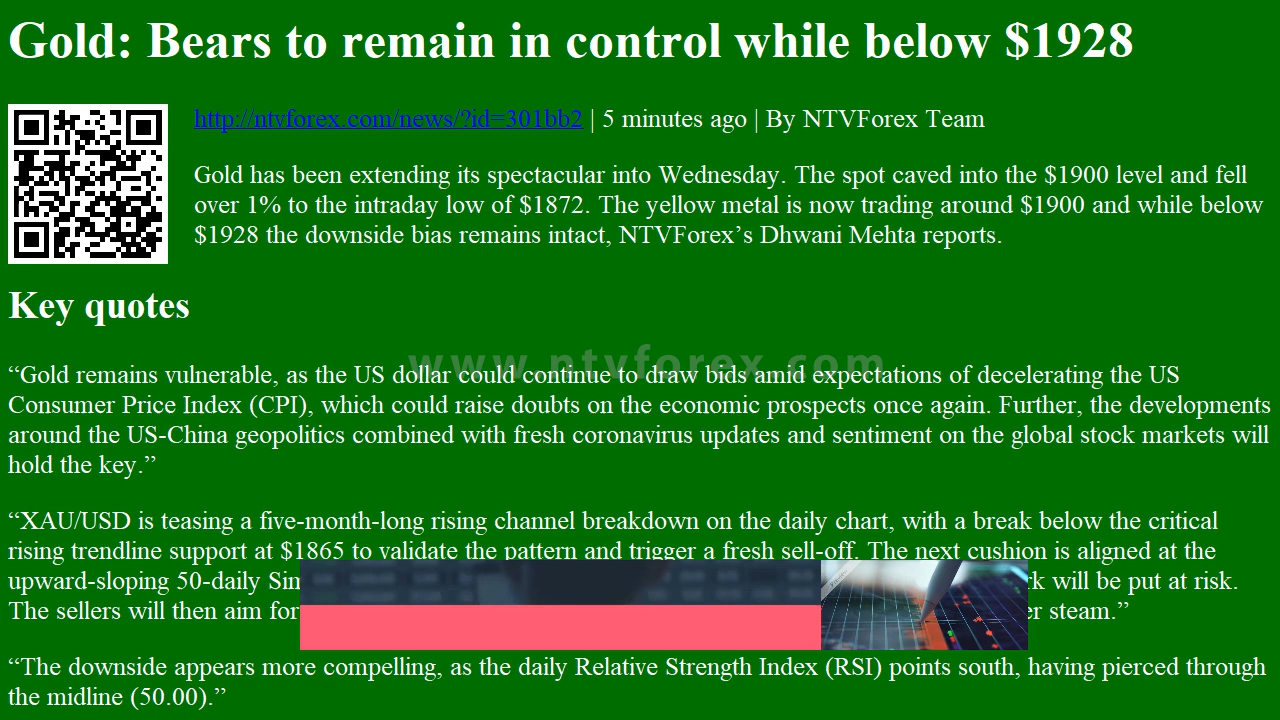 Gold: Bears to remain in control while below $1928
http://ntvforex.com/news/?id=301bb2 | 5 minutes ago | By NTVForex Team
Gold has been extending its spectacular into Wednesday. The spot caved into the $1900 level and fell
over 1% to the intraday low of $1872. The yellow metal is now trading around $1900 and while below
$1928 the downside bias remains intact, NTVForex’s Dhwani Mehta reports.
Key quotes
www.ntvforex.com
“Gold remains vulnerable, as the US dollar could continue to draw bids amid expectations of decelerating the US
Consumer Price Index (CPI), which could raise doubts on the economic prospects once again. Further, the developments
around the US-China geopolitics combined with fresh coronavirus updates and sentiment on the global stock markets will
hold the key.”
“XAU/USD is teasing a five-month-long rising channel breakdown on the daily chart, with a break below the critical
rising trendline support at $1865 to validate the pattern and trigger a fresh sell-off. The next cushion is aligned at the
upward-sloping 50-daily will be put at risk.
The sellers will then aim for steam.”
“The downside appears more compelling, as the daily Relative Strength Index (RSI) points south, having pierced through
the midline (50.00).”